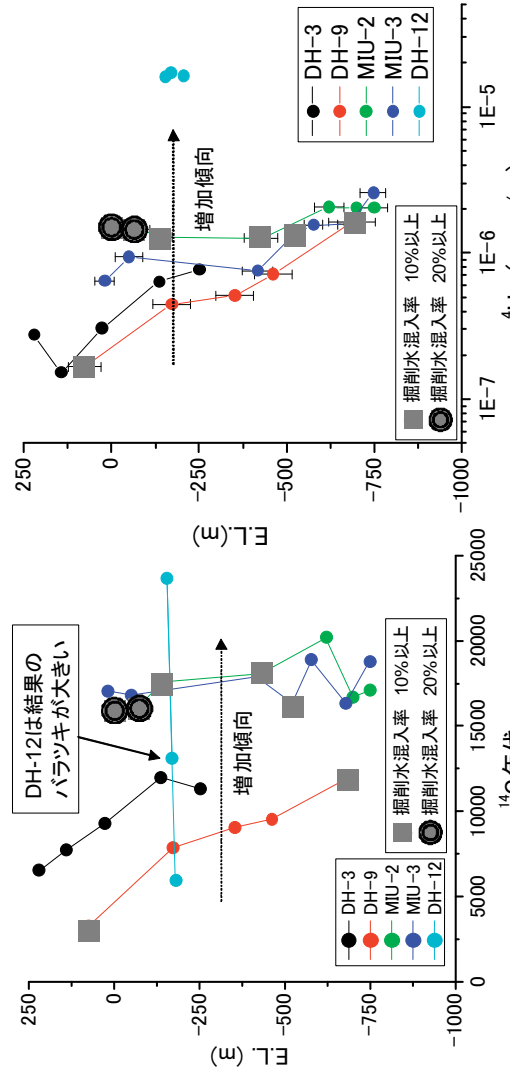 250
0
-250
-500
-750
-1000
E.L. (m)
0
5000
10000
15000
20000
25000
DH-12は結果の
バラツキが大きい
増加傾向
DH-3
DH-9
MIU-2
MIU-3
DH-12
掘削水混入率 10%以上
掘削水混入率 20%以上
250
0
-250
-500
-750
-1000
E.L.(m)
1E-7
1E-6
1E-5
増加傾向
DH-3
DH-9
MIU-2
MIU-3
DH-12
掘削水混入率 10%以上
掘削水混入率 20%以上